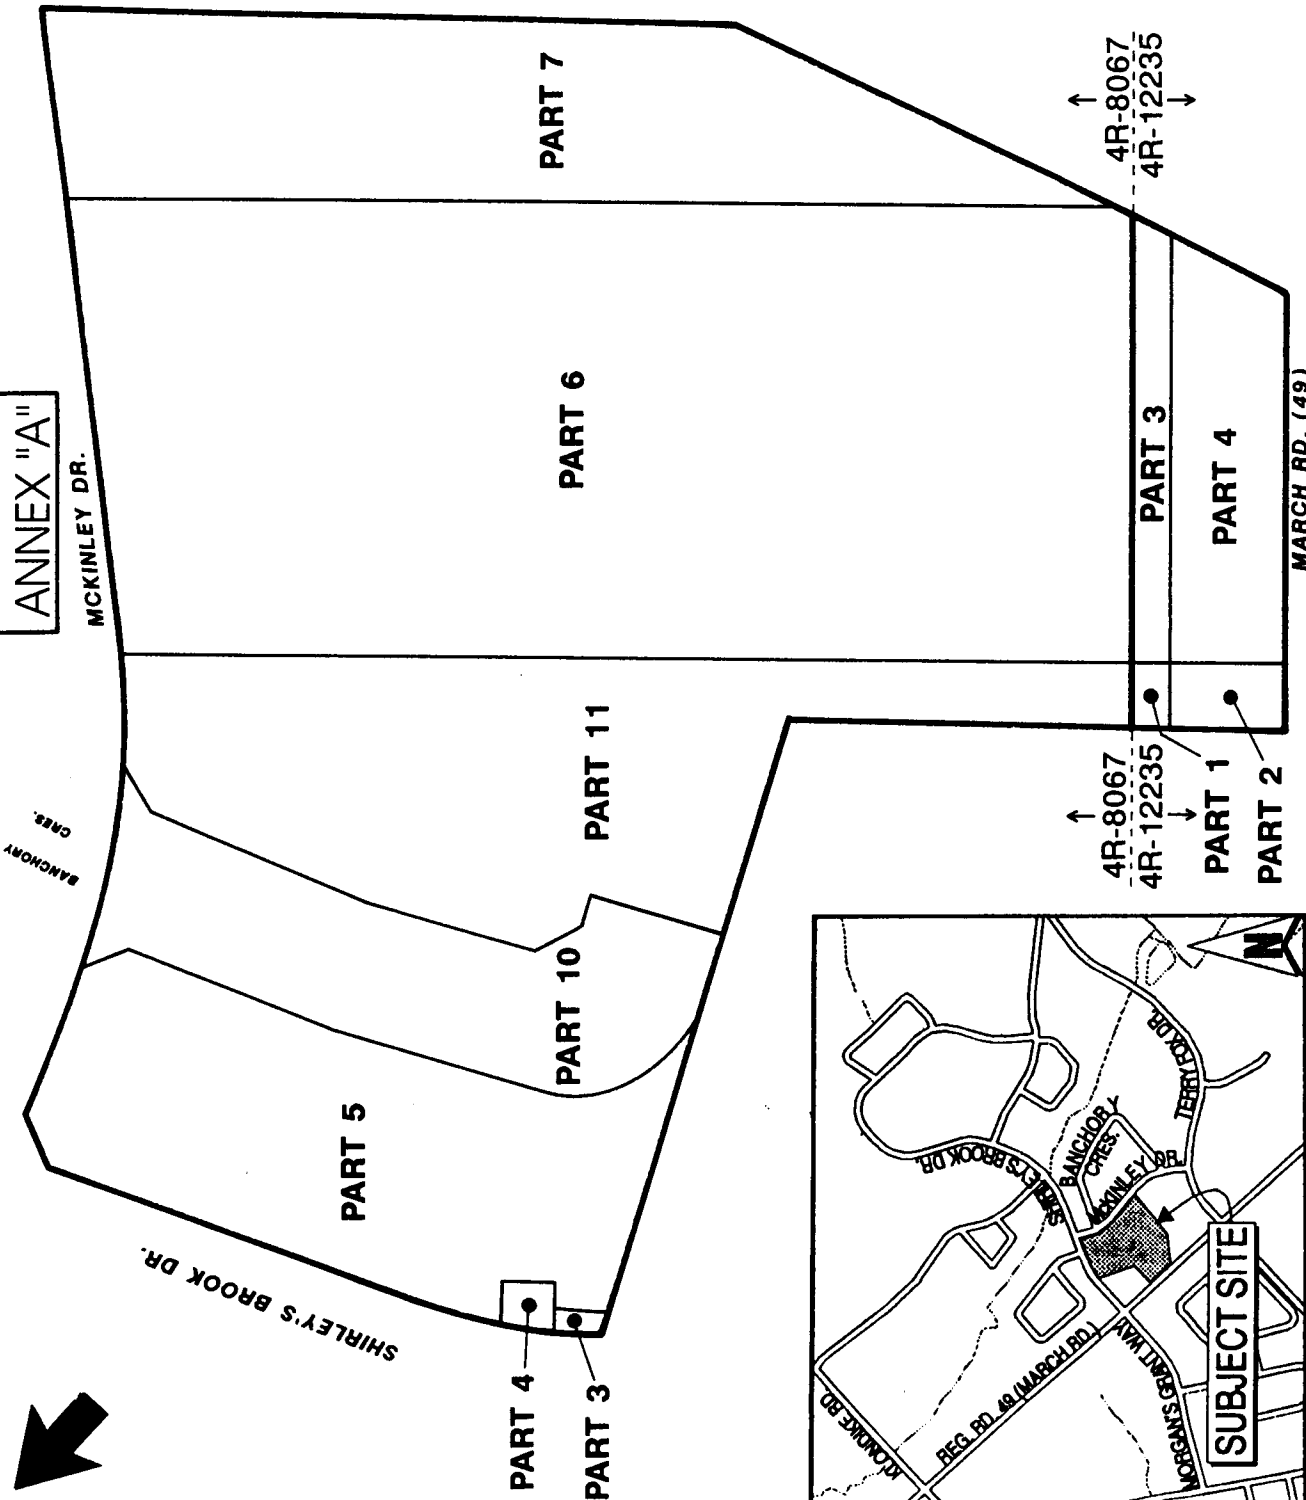 ANNEX "A"
MCKINLEY DR.
BANCHORY
CRES.
SHIRLEY'S BROOK DR.
PART 7
PART 6
PART 11
PART 10
PART 5
PART 4
PART 3
4R-8067
4R-12235
PART 3
PART 4
MARCH RD. (49)
4R-8067
4R-12235
PART 1
PART 2
N
KLONDIKE RD.
REG. RD. 49 (MARCH RD.)
MORGAN'S GRANT WAY
SHIRLEY'S BROOK DR.
BANCHORY
CRES.
MCKINLEY DR.
TERRY FOX DR.
SUBJECT SITE